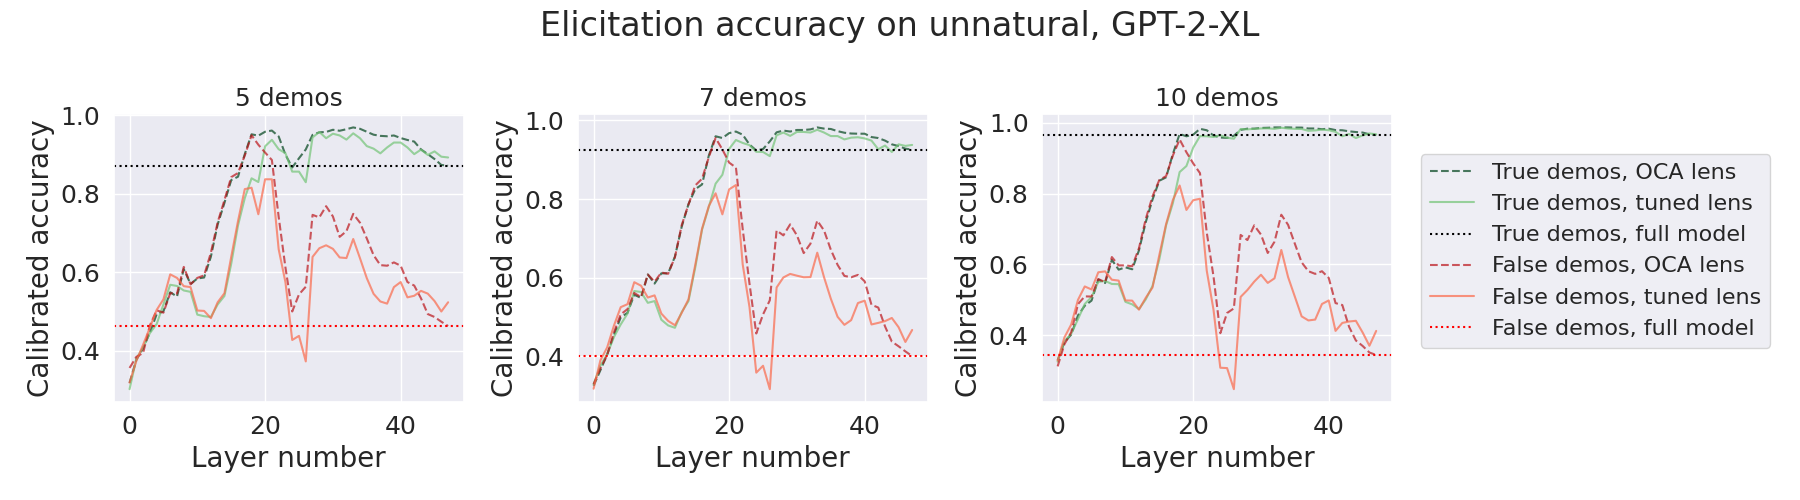 Elicitation accuracy on unnatural, GPT-2-XL
5 demos
7 demos
10 demos
Calibrated accuracy
1.0
0.8
0.6
0.4
0
20
40
Layer number
Calibrated accuracy
1.0
0.8
0.6
0.4
0
20
40
Layer number
Calibrated accuracy
1.0
0.8
0.6
0.4
0
20
40
Layer number
True demos, OCA lens
True demos, tuned lens
True demos, full model
False demos, OCA lens
False demos, tuned lens
False demos, full model